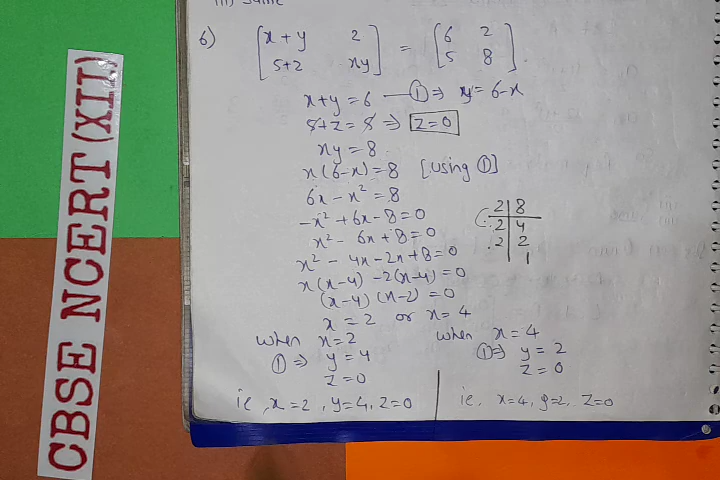 iii) same
6) [x+y 2 5+z xy] = [6 2 5 8].
x+y=6 —① ⇒ y=6-x
5+z=5 ⇒ z=0
xy=8
x(6-x)=8 [using ①]
6x-x²=8
-x²+6x-8=0
x²-6x+8=0
x²-4x-2x+8=0
x(x-4)-2(x-4)=0
(x-4)(x-2)=0
x=2 or x=4
2|8
2|4
2|2
1
when x=2
① ⇒ y=4
z=0
ie, x=2, y=4, z=0
when x=4
① ⇒ y=2
z=0
ie, x=4, y=2, z=0
CBSE NCERT (XII)